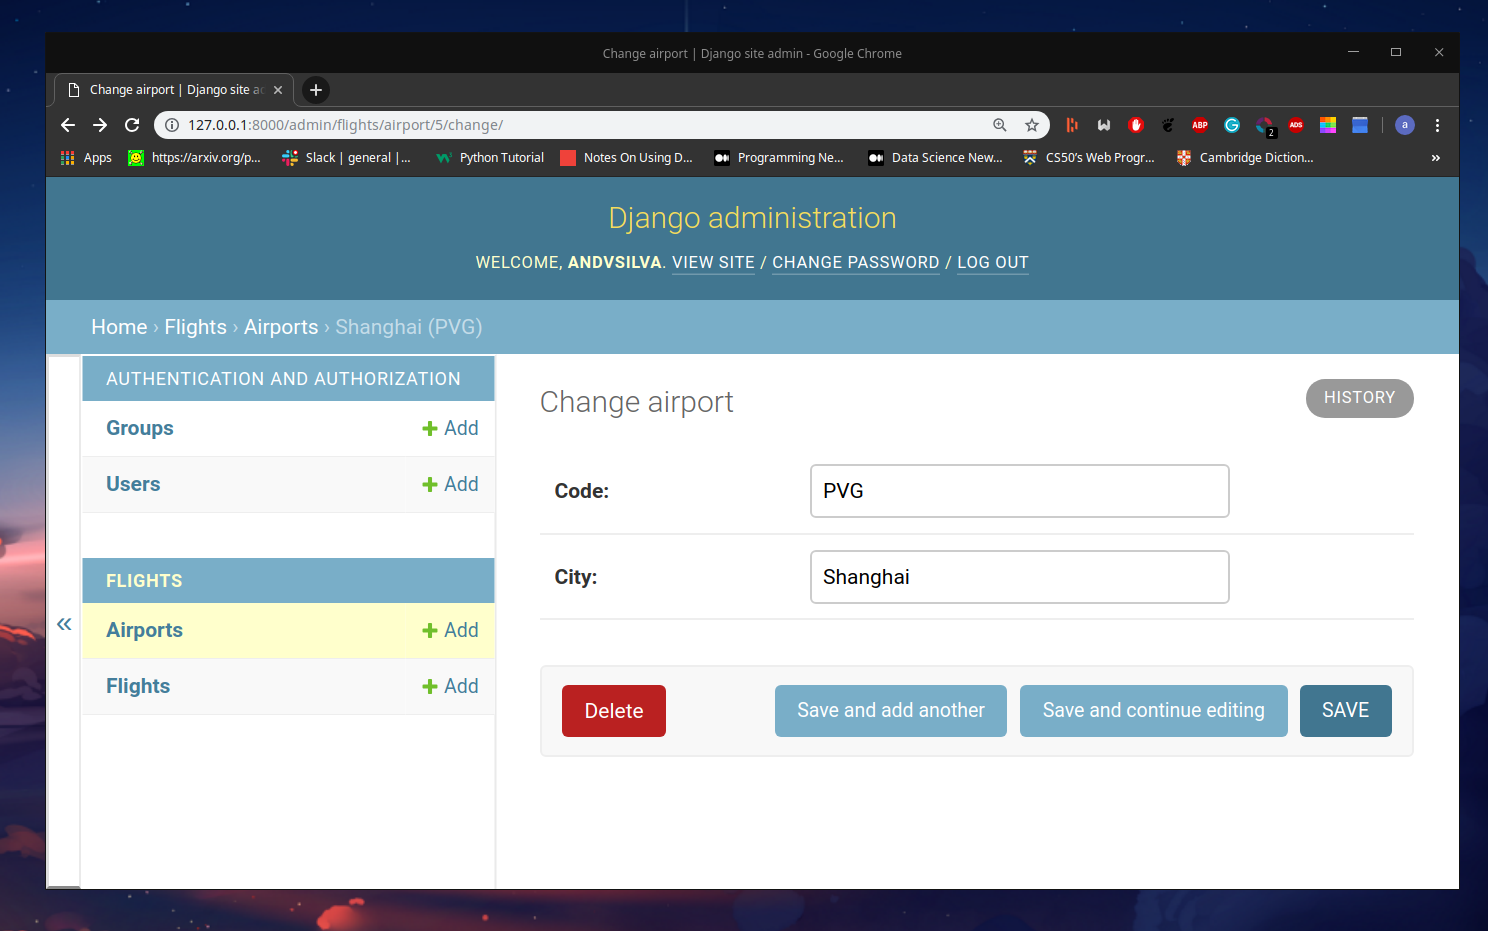 Change airport | Django site admin - Google Chrome
Change airport | Django site a
127.0.0.1:8000/admin/flights/airport/5/change/
ABP 2 ADS a
Apps https://arxiv.org/p... Slack | general |... Python Tutorial Notes On Using D... Programming Ne... Data Science New... CS50's Web Progr... Cambridge Diction... »
Django administration
WELCOME, ANDVSILVA. VIEW SITE / CHANGE PASSWORD / LOG OUT
Home › Flights › Airports › Shanghai (PVG)
«
AUTHENTICATION AND AUTHORIZATION
Groups Add
Users Add
FLIGHTS
Airports Add
Flights Add
Change airport
HISTORY
Code: PVG
City: Shanghai
Delete Save and add another Save and continue editing SAVE